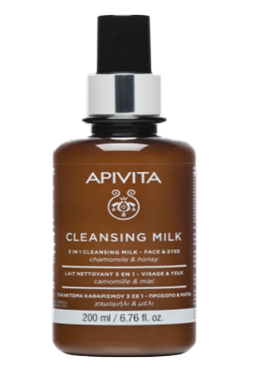 APIVITA
CLEANSING MILK
3 IN 1 CLEANSING MILK - FACE & EYES
chamomile & honey
LAIT NETTOYANT 3 EN 1 - VISAGE & YEUX
camomille & miel
ΓΑΛΑΚΤΩΜΑ ΚΑΘΑΡΙΣΜΟΥ 3 ΣΕ 1 - ΠΡΟΣΩΠΟ & ΜΑΤΙΑ
χαμομήλι & μέλι
200 ml / 6.76 fl. oz.